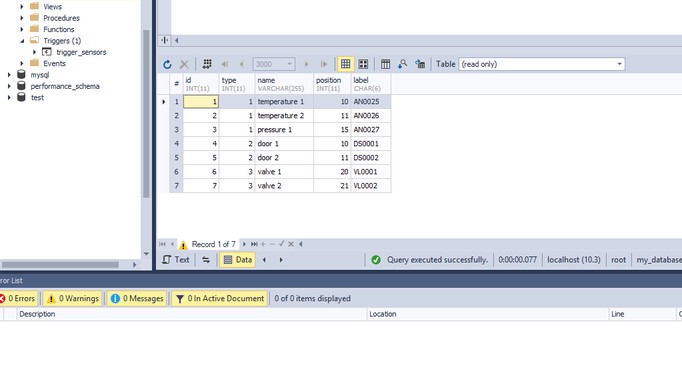 Views
Procedures
Functions
Triggers (1)
trigger_sensors
Events
mysql
performance_schema
test
3000
Table (read only)
# id type name position label
INT(11) INT(11) VARCHAR(255) INT(11) CHAR(6)
1 1 1 temperature 1 10 AN0025
2 2 1 temperature 2 11 AN0026
3 3 1 pressure 1 15 AN0027
4 4 2 door 1 10 DS0001
5 5 2 door 2 11 DS0002
6 6 3 valve 1 20 VL0001
7 7 3 valve 2 21 VL0002
Record 1 of 7
Text Data Query executed successfully. 0:00:00.077 localhost (10.3) root my_database
ror List
0 Errors 0 Warnings 0 Messages 0 In Active Document 0 of 0 items displayed
Description Location Line C